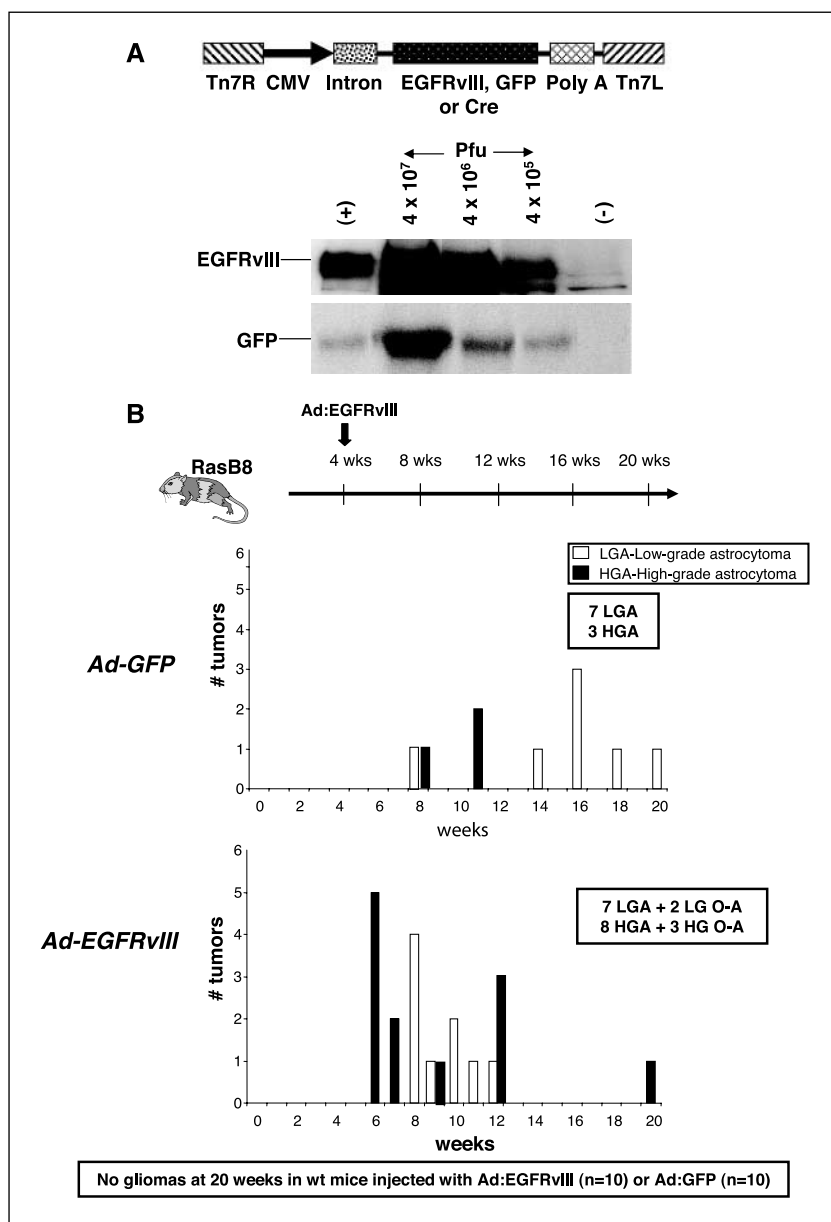 A
Tn7R CMV Intron EGFRvIII, GFP Poly A Tn7L
or Cre
Pfu
(+) 4 x 10⁷ 4 x 10⁶ 4 x 10⁵ (-)
EGFRvIII
GFP
B
Ad:EGFRvIII
RasB8
4 wks 8 wks 12 wks 16 wks 20 wks
LGA-Low-grade astrocytoma
HGA-High-grade astrocytoma
7 LGA
3 HGA
Ad-GFP
# tumors
6
5
4
3
2
1
0
0 2 4 6 8 10 12 14 16 18 20
weeks
Ad-EGFRvIII
# tumors
6
5
4
3
2
1
0
7 LGA + 2 LG O-A
8 HGA + 3 HG O-A
0 2 4 6 8 10 12 14 16 18 20
weeks
No gliomas at 20 weeks in wt mice injected with Ad:EGFRvIII (n=10) or Ad:GFP (n=10)